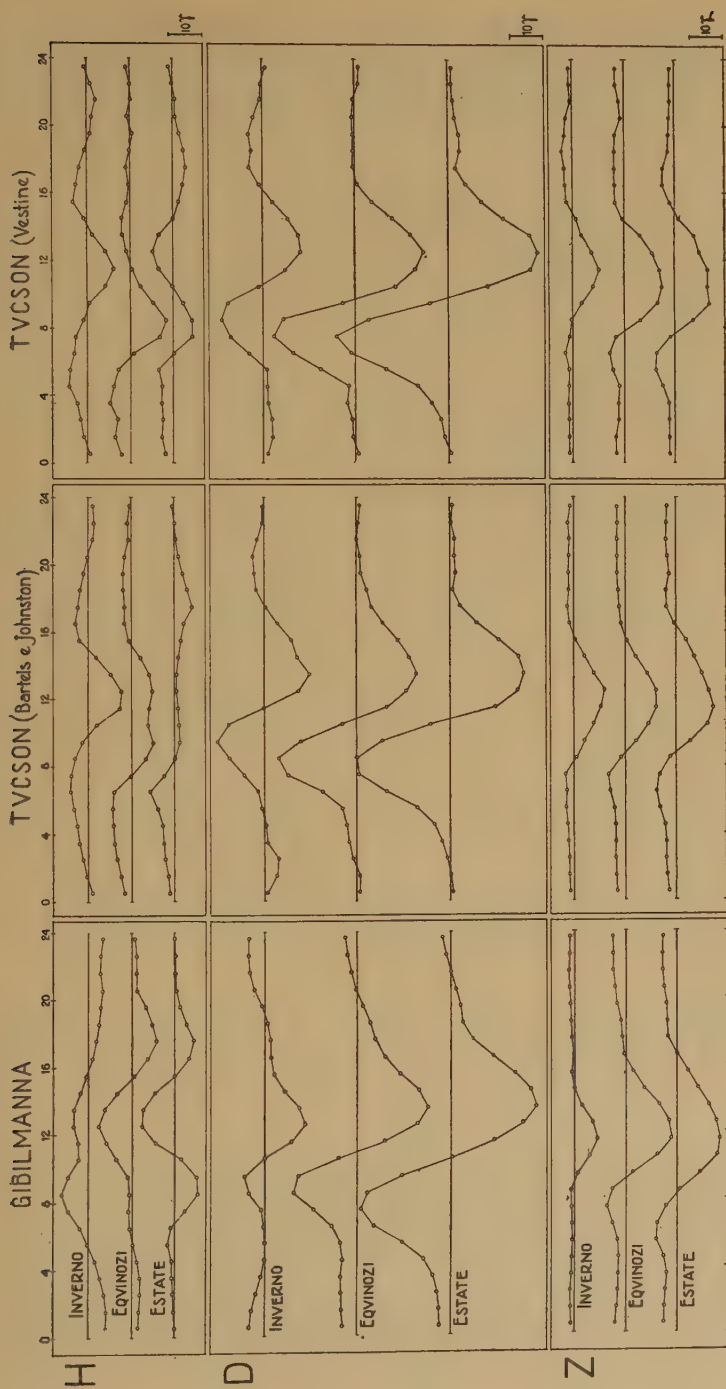 GIBILMANNA TVCSON (Bartels e Johnston) TVCSON (Vestine)
0 4 8 12 16 20 24 0 4 8 12 16 20 24 0 4 8 12 16 20 24
H
INVERNO
EQVINOZI
ESTATE
10γ
D
INVERNO
EQVINOZI
ESTATE
10γ
Z
INVERNO
EQVINOZI
ESTATE
10γ